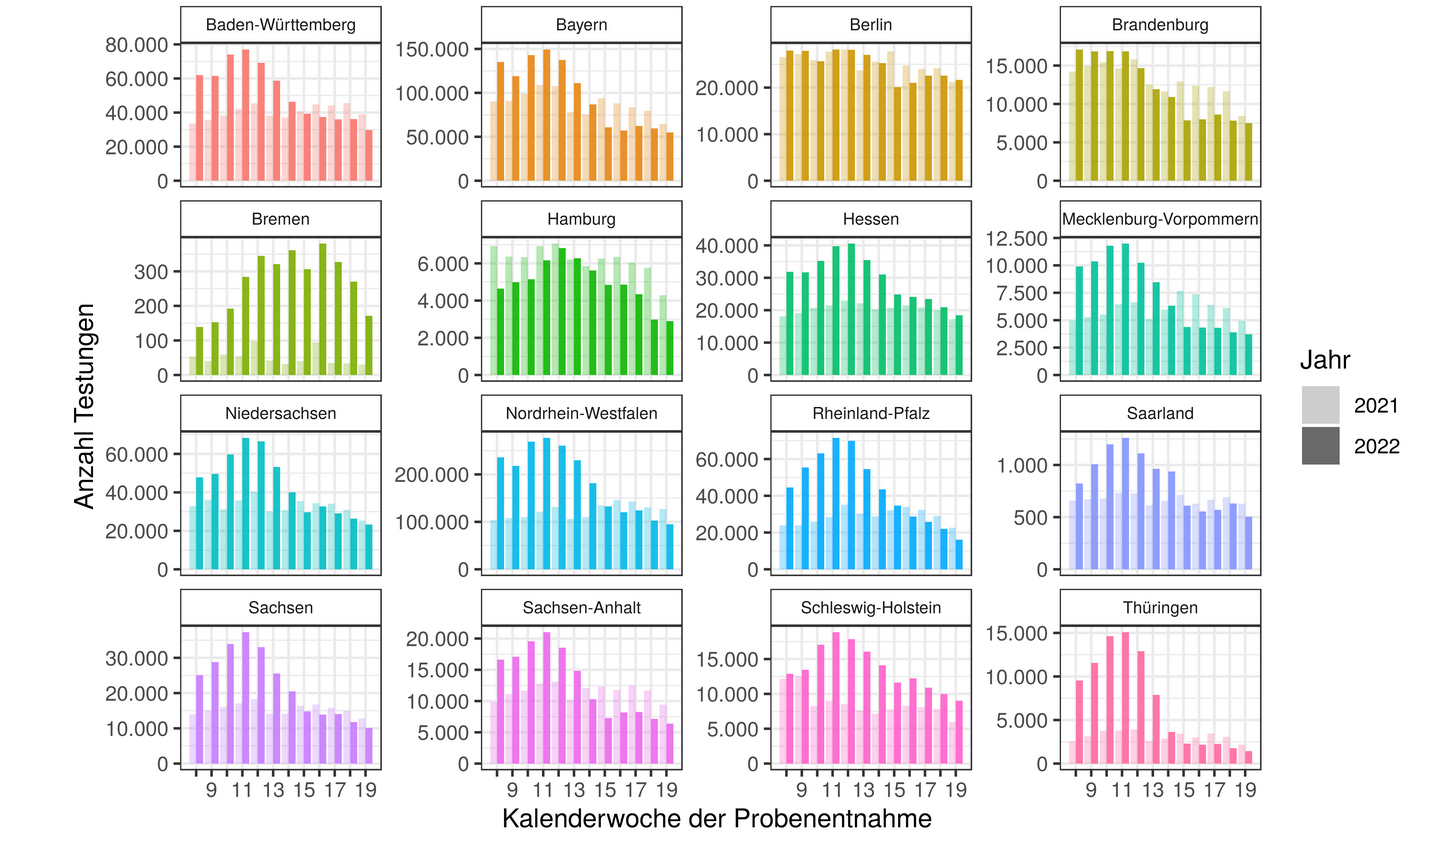 Baden-Württemberg
Bayern
Berlin
Brandenburg
80.000
60.000
40.000
20.000
0
150.000
100.000
50.000
0
20.000
10.000
0
15.000
10.000
5.000
0
Bremen
Hamburg
Hessen
Mecklenburg-Vorpommern
300
200
100
0
6.000
4.000
2.000
0
40.000
30.000
20.000
10.000
0
12.500
10.000
7.500
5.000
2.500
0
Niedersachsen
Nordrhein-Westfalen
Rheinland-Pfalz
Saarland
60.000
40.000
20.000
0
200.000
100.000
0
60.000
40.000
20.000
0
1.000
500
0
Sachsen
Sachsen-Anhalt
Schleswig-Holstein
Thüringen
30.000
20.000
10.000
0
20.000
15.000
10.000
5.000
0
15.000
10.000
5.000
0
15.000
10.000
5.000
0
9 11 13 15 17 19
9 11 13 15 17 19
9 11 13 15 17 19
9 11 13 15 17 19
Kalenderwoche der Probenentnahme
Anzahl Testungen
Jahr
2021
2022